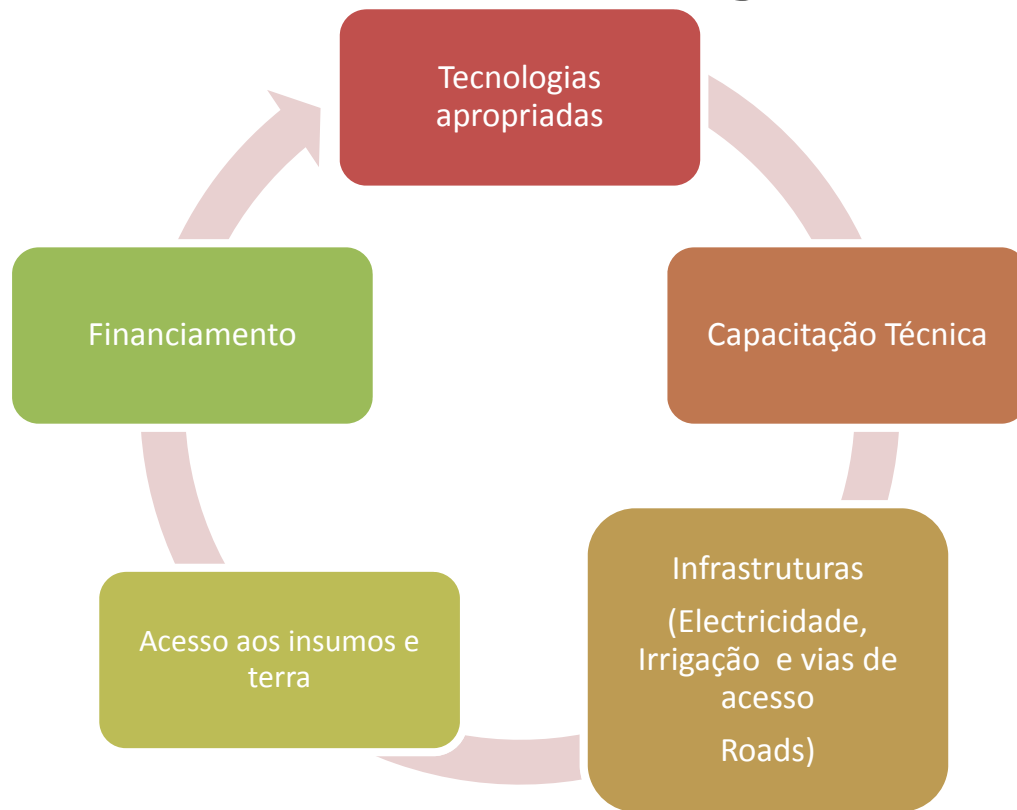 Tecnologias
apropriadas
Capacitação Técnica
Infrastruturas
(Electricidade,
Irrigação e vias de
acesso
Roads)
Acesso aos insumos e
terra
Financiamento